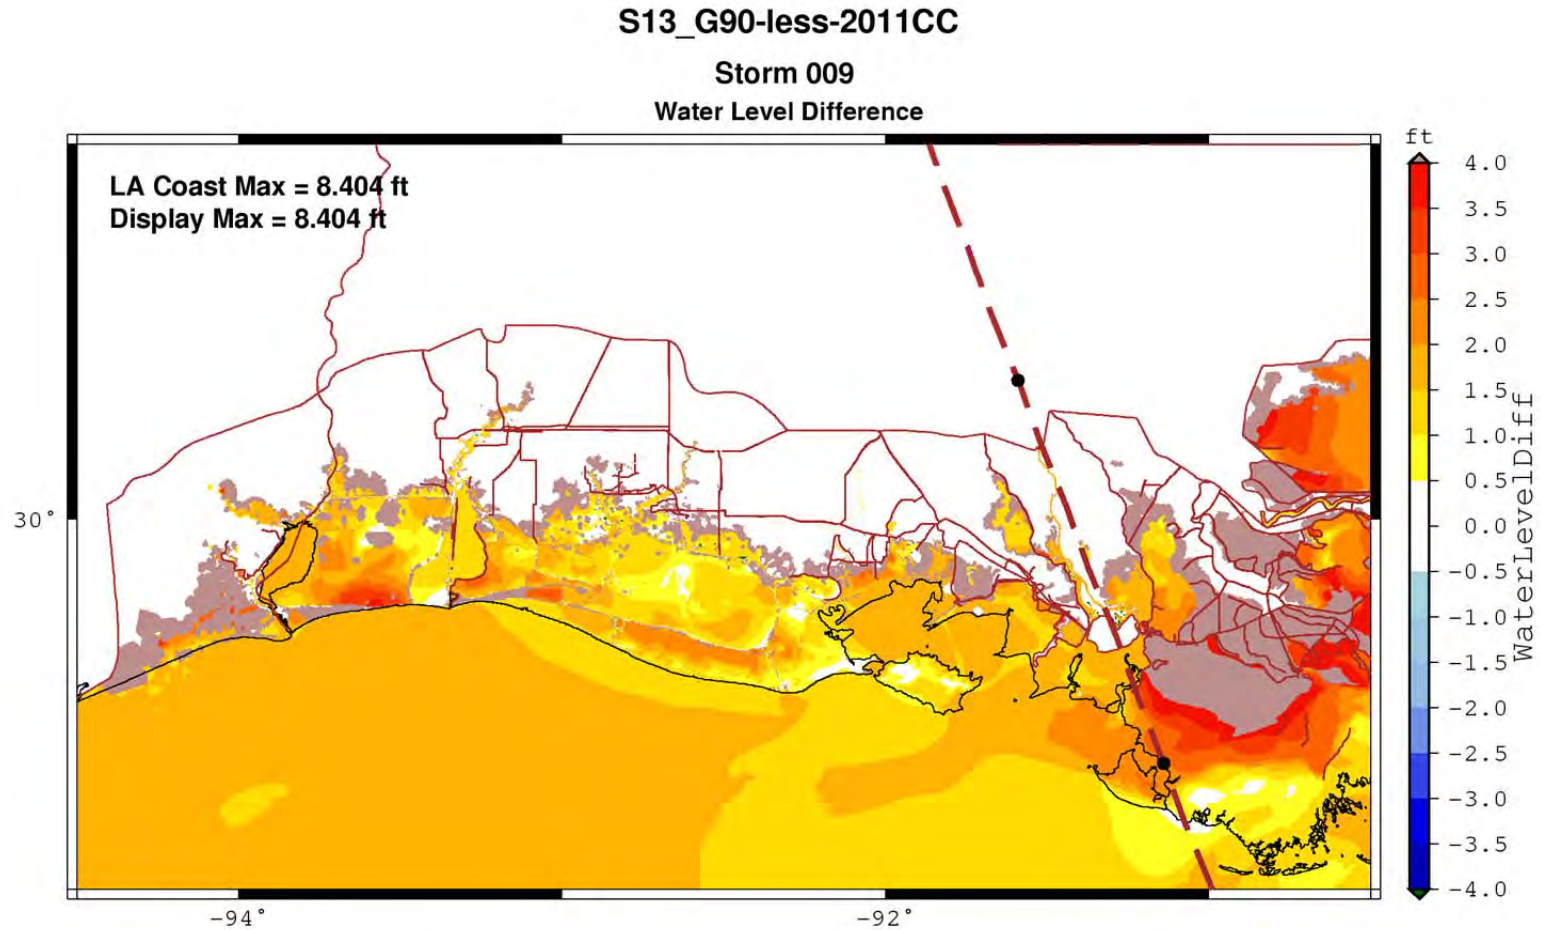 S13_G90-less-2011CC
Storm 009
Water Level Difference
LA Coast Max = 8.404 ft
Display Max = 8.404 ft
ft
4.0
3.5
3.0
2.5
2.0
1.5
1.0
0.5
0.0
-0.5
-1.0
-1.5
-2.0
-2.5
-3.0
-3.5
-4.0
WaterLevelDiff
30°
-94°
-92°